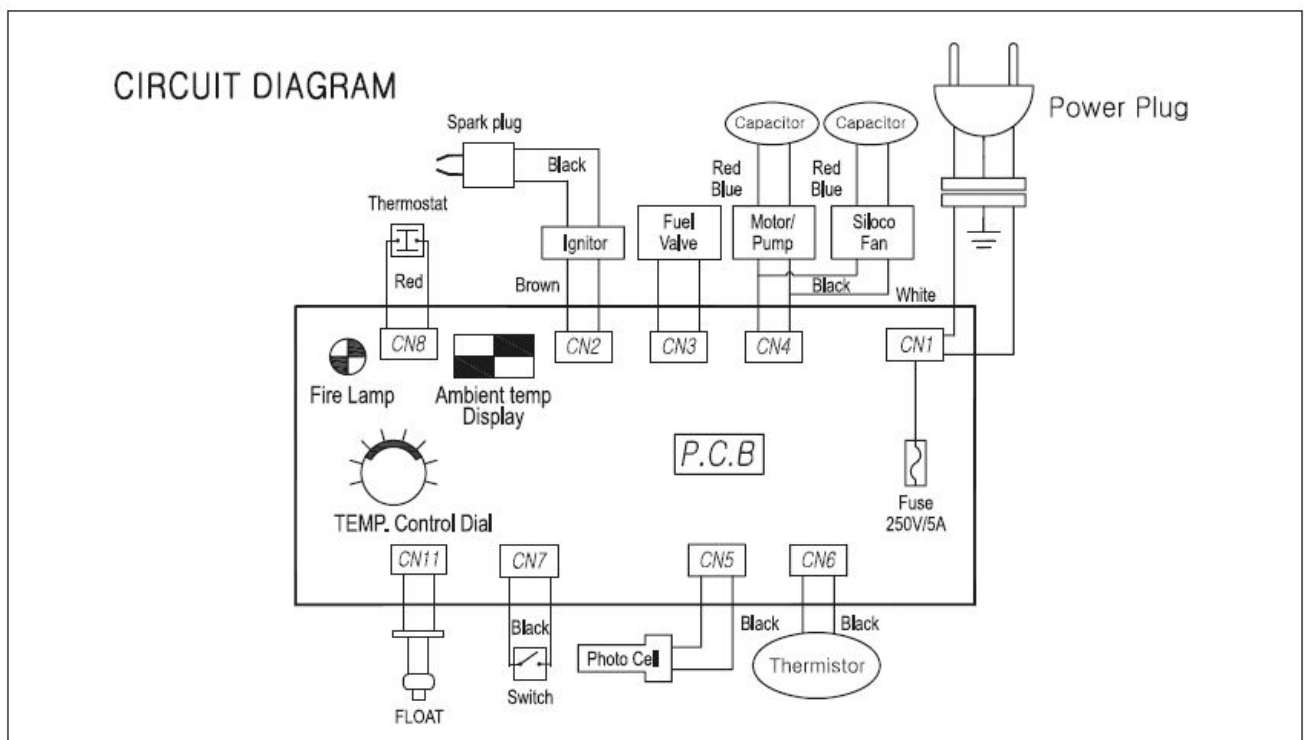 CIRCUIT DIAGRAM
Spark plug
Black
Thermostat
Red
Ignitor
Brown
Fuel
Valve
Capacitor
Red
Blue
Motor/
Pump
Capacitor
Red
Blue
Siloco
Fan
Black
White
Power Plug
CN8
CN2
CN3
CN4
CN1
Fire Lamp
Ambient temp
Display
P.C.B
TEMP. Control Dial
Fuse
250V/5A
CN11
CN7
CN5
CN6
Black
Black
Black
Photo Cell
Thermistor
Switch
FLOAT